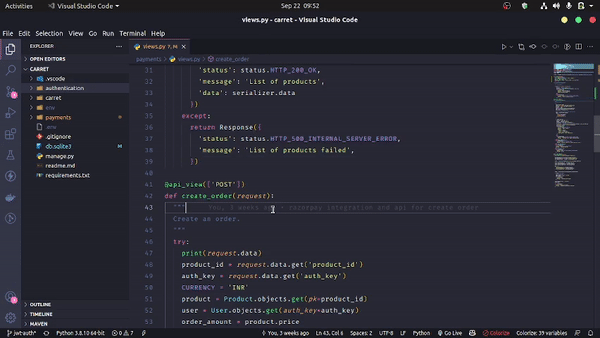 Activities
Visual Studio Code
Sep 22 09:52
views.py - carret - Visual Studio Code
File Edit Selection View Go Run Terminal Help
EXPLORER
OPEN EDITORS
CARRET
.vscode
authentication
carret
env
payments
.env
.gitignore
db.sqlite3 M
manage.py
readme.md
requirements.txt
OUTLINE
TIMELINE
MAVEN
views.py 7, M
payments > views.py > create_order
31 'status': status.HTTP_200_OK,
32 'message': 'List of products',
33 'data': serializer.data
34 })
35 except:
36 return Response({
37 'status': status.HTTP_500_INTERNAL_SERVER_ERROR,
38 'message': 'List of products failed',
39 })
40
41 @api_view(['POST'])
42 def create_order(request):
43 """ You, 3 weeks ago • razorpay integration and api for create order
44 Create an order.
45 """
46 try:
47 print(request.data)
48 product_id = request.data.get('product_id')
49 auth_key = request.data.get('auth_key')
50 CURRENCY = 'INR'
51 product = Product.objects.get(pk=product_id)
52 user = User.objects.get(auth_key=auth_key)
53 order_amount = product.price
jwt-auth* Python 3.8.10 64-bit 0 7 You, 3 weeks ago Ln 43, Col 6 Spaces: 2 UTF-8 LF Python Go Live Colorize Colorize: 39 variables